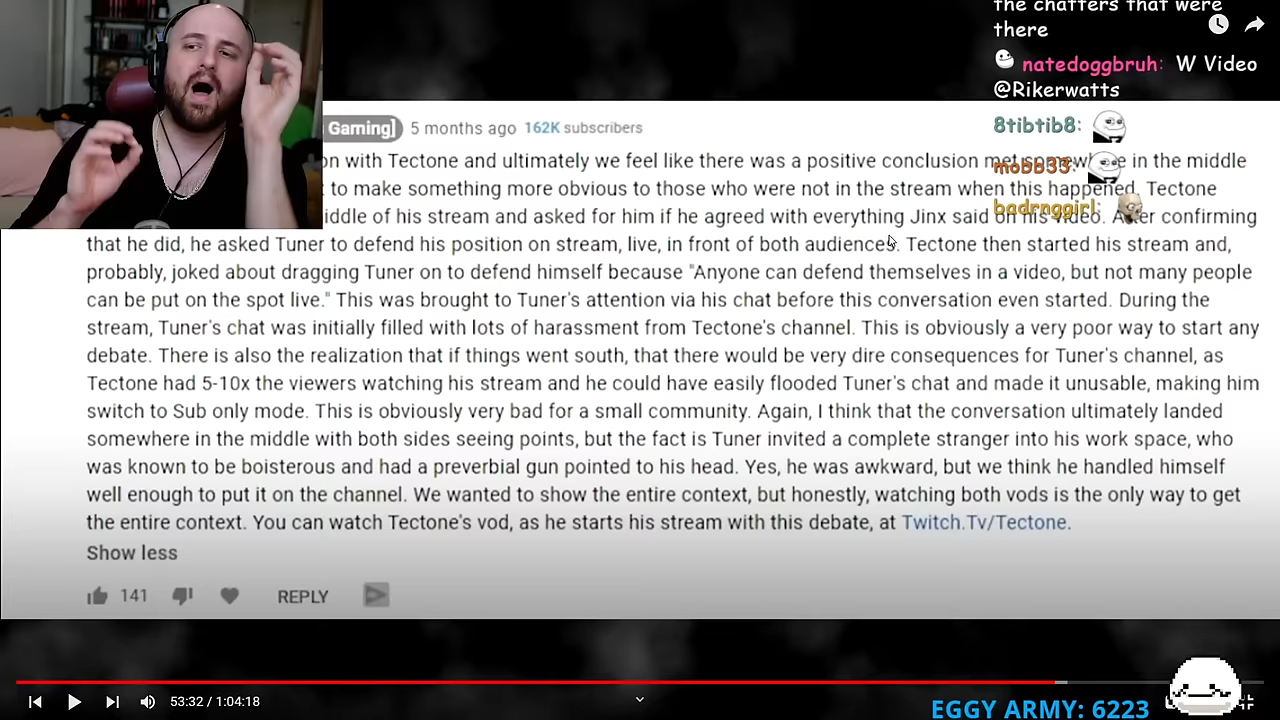 the chatters that were
there
natedoggbruh: W Video
@Rikerwatts
8tibtib8:
mobb33:
badrnggirl:
Gaming] 5 months ago 162K subscribers
on with Tectone and ultimately we feel like there was a positive conclusion met somewhere in the middle
to make something more obvious to those who were not in the stream when this happened, Tectone
iddle of his stream and asked for him if he agreed with everything Jinx said on his video. After confirming
that he did, he asked Tuner to defend his position on stream, live, in front of both audiences. Tectone then started his stream and,
probably, joked about dragging Tuner on to defend himself because "Anyone can defend themselves in a video, but not many people
can be put on the spot live." This was brought to Tuner's attention via his chat before this conversation even started. During the
stream, Tuner's chat was initially filled with lots of harassment from Tectone's channel. This is obviously a very poor way to start any
debate. There is also the realization that if things went south, that there would be very dire consequences for Tuner's channel, as
Tectone had 5-10x the viewers watching his stream and he could have easily flooded Tuner's chat and made it unusable, making him
switch to Sub only mode. This is obviously very bad for a small community. Again, I think that the conversation ultimately landed
somewhere in the middle with both sides seeing points, but the fact is Tuner invited a complete stranger into his work space, who
was known to be boisterous and had a preverbial gun pointed to his head. Yes, he was awkward, but we think he handled himself
well enough to put it on the channel. We wanted to show the entire context, but honestly, watching both vods is the only way to get
the entire context. You can watch Tectone's vod, as he starts his stream with this debate, at Twitch.Tv/Tectone.
Show less
141 REPLY
53:32 / 1:04:18
EGGY ARMY: 6223